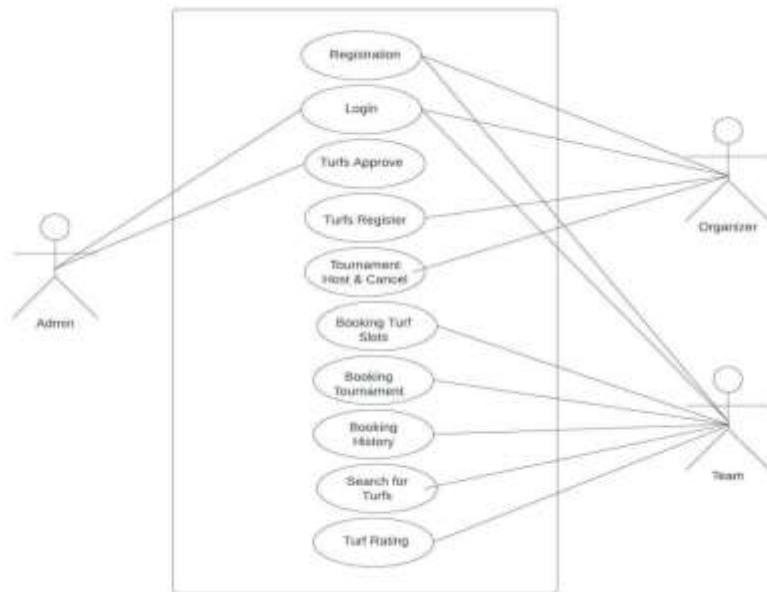 Registration
Login
Turfs Approve
Turfs Register
Tournament
Host & Cancel
Booking Turf
Slots
Booking
Tournament
Booking
History
Search for
Turfs
Turf Rating
Admin
Organizer
Team